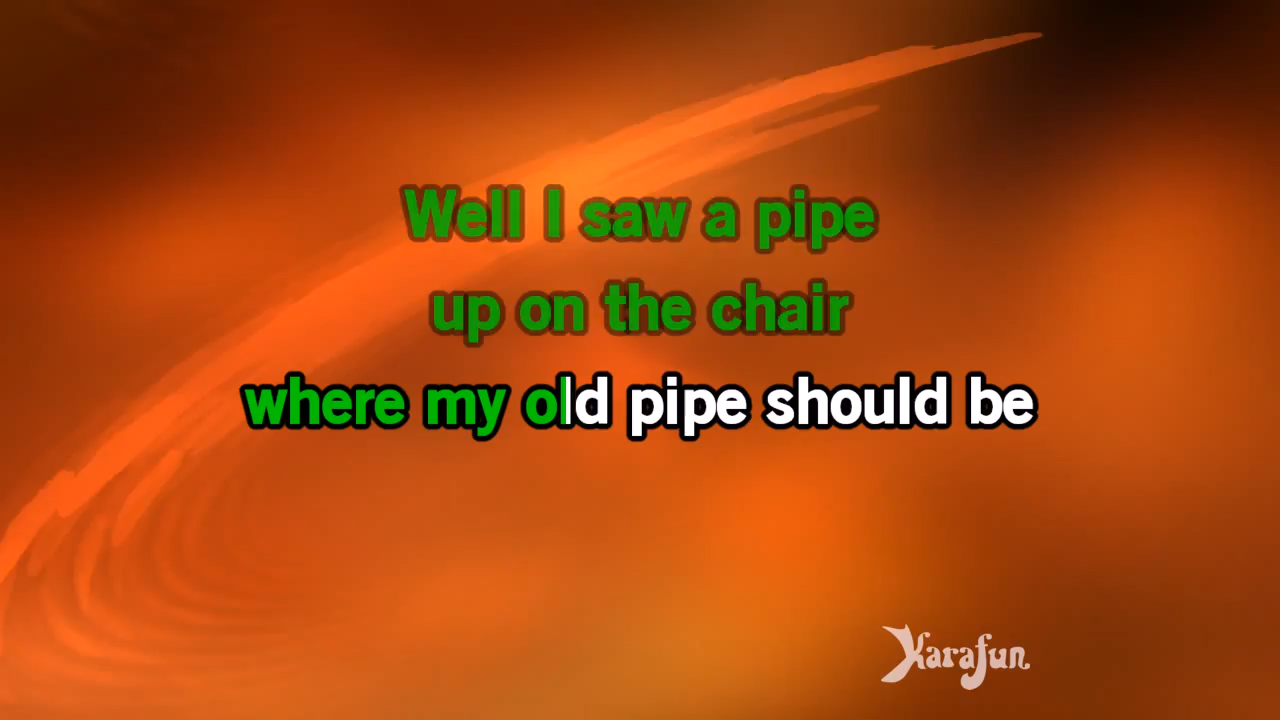 Well I saw a pipe
up on the chair
where my old pipe should be
Karafun